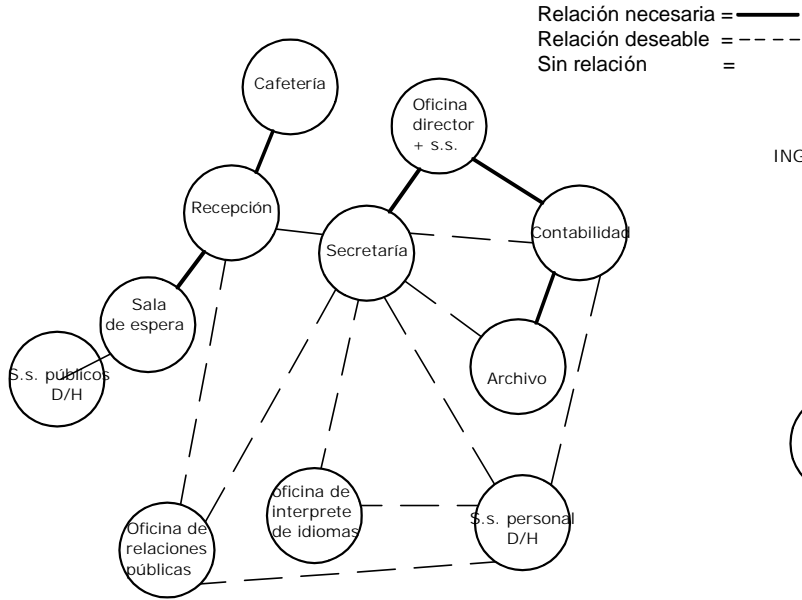 Relación necesaria =
Relación deseable =
Sin relación =
ING
Cafetería
Oficina
director
+ s.s.
Recepción
Secretaría
Contabilidad
Sala
de espera
S.s. públicos
D/H
Archivo
Oficina de
relaciones
públicas
oficina de
interprete
de idiomas
S.s. personal
D/H